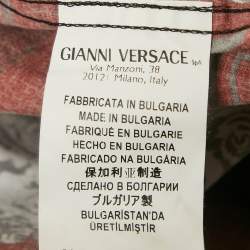 GIANNI VERSACE SpA
Via Manzoni, 38
20121 Milano, Italy
FABBRICATA IN BULGARIA
MADE IN BULGARIA
FABRIQUÉ EN BULGARIE
HECHO EN BULGARIA
FABRICADO NA BULGÁRIA
保加利亚制造
СДЕЛАНО В БОЛГАРИИ
ブルガリア製
BULGARİSTAN'DA
ÜRETİLMİŞTİR